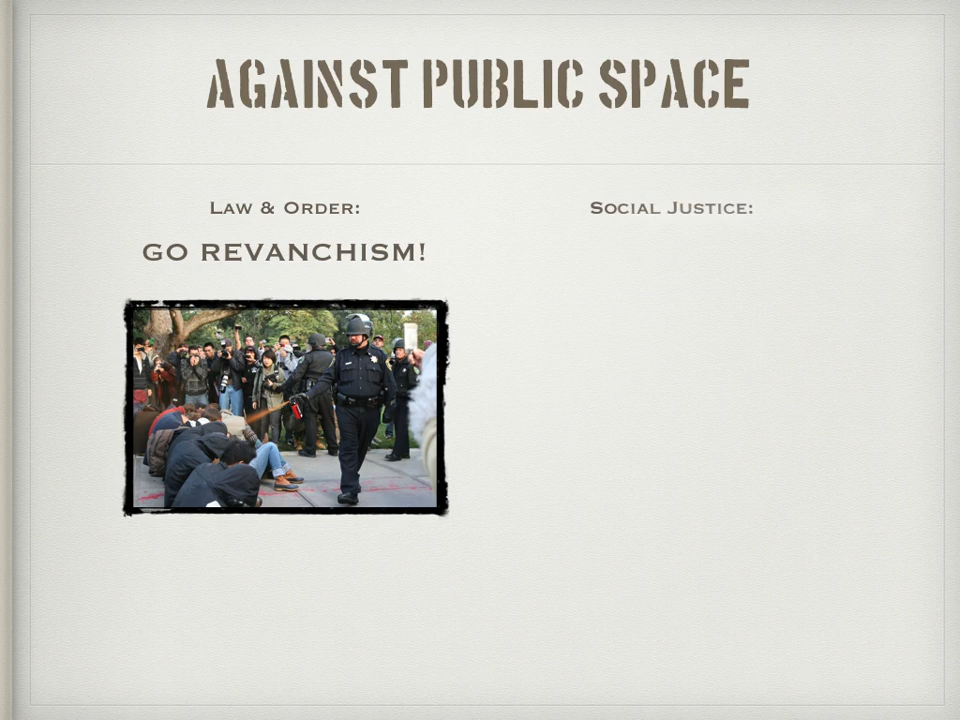 AGAINST PUBLIC SPACE
Law & Order:
GO REVANCHISM!
Social Justice: